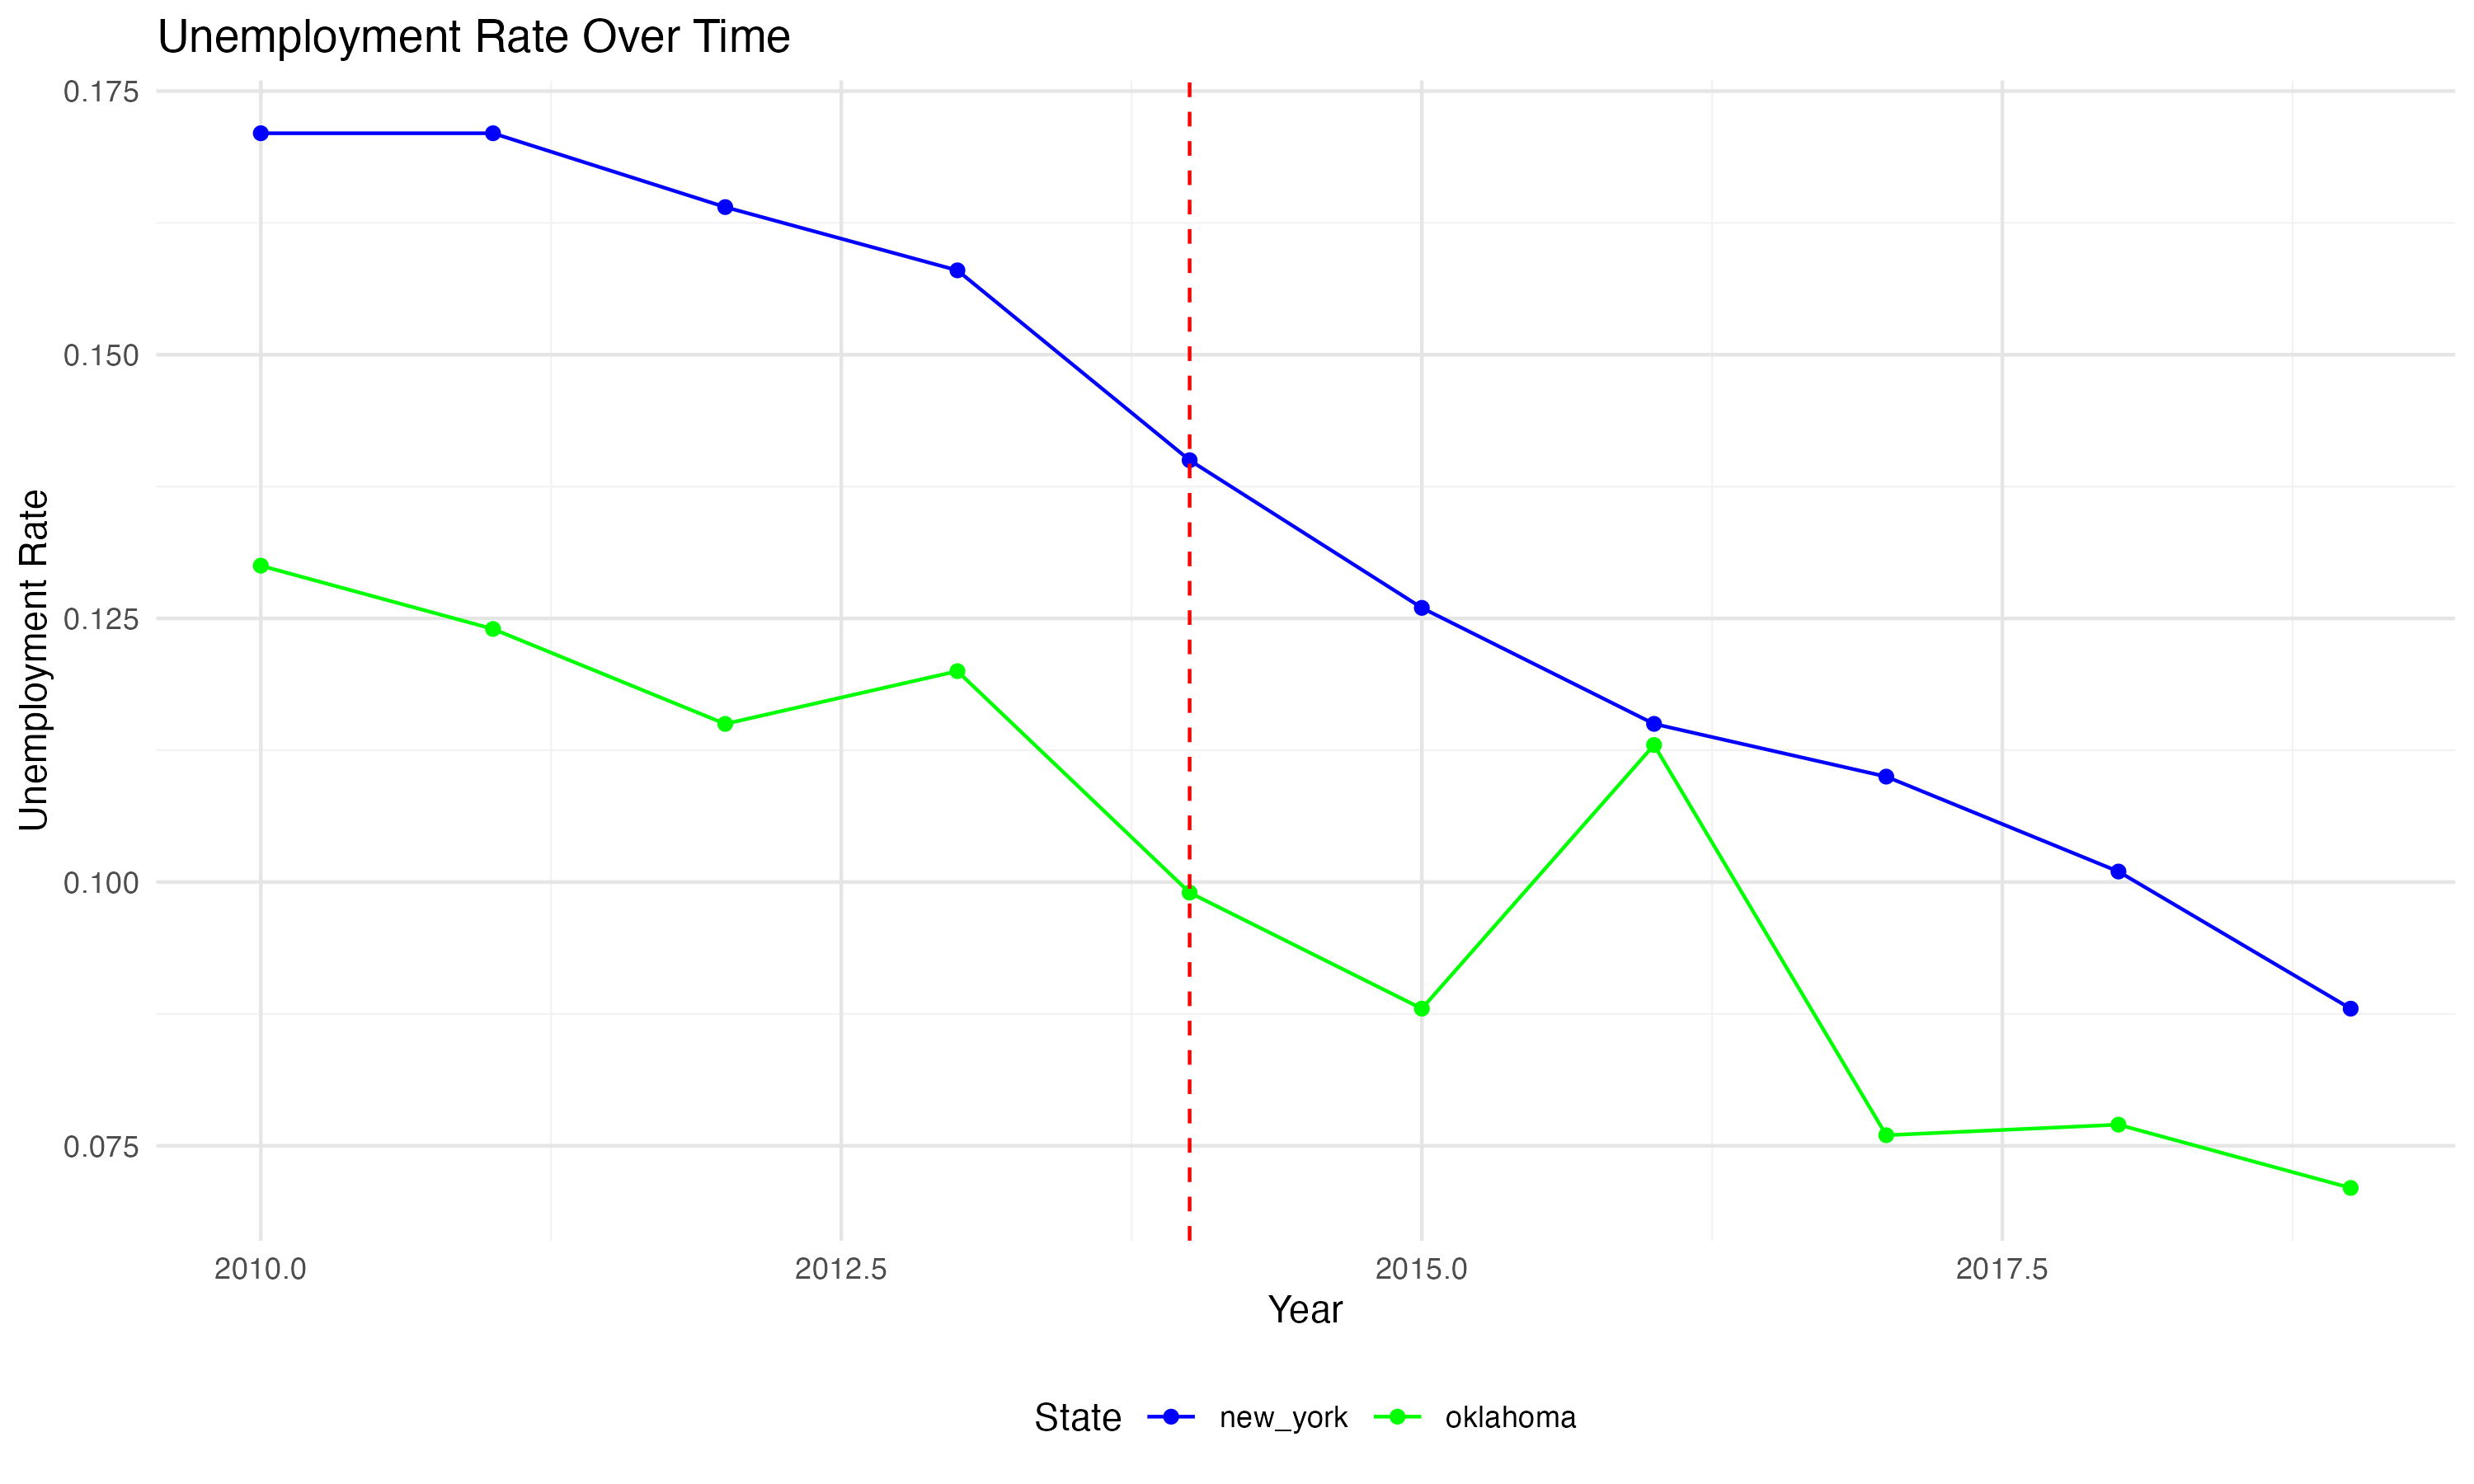 Unemployment Rate Over Time
0.175
0.150
0.125
0.100
0.075
Unemployment Rate
2010.0 2012.5 2015.0 2017.5
Year
State new_york oklahoma